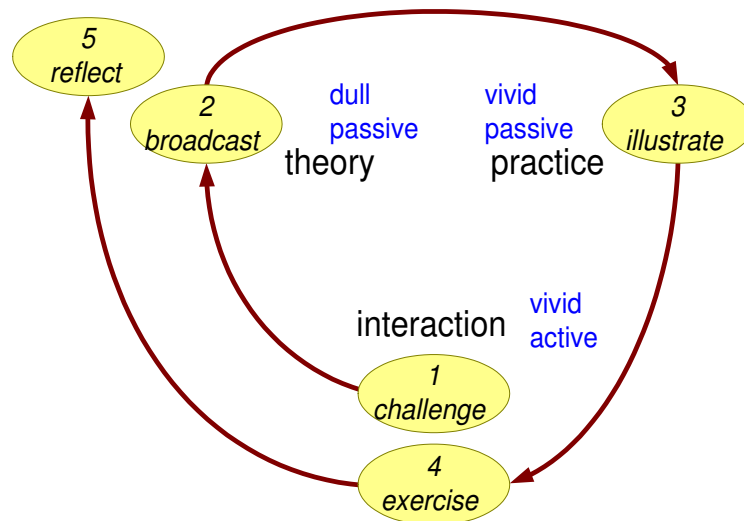 5
reflect
2
broadcast
dull
passive
theory
vivid
passive
practice
3
illustrate
interaction
vivid
active
1
challenge
4
exercise